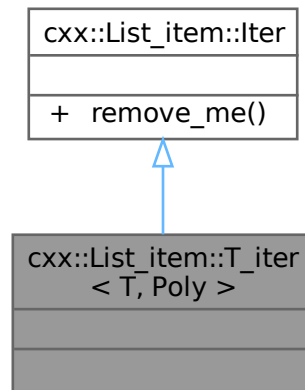 cxx::List_item::Iter
+ remove_me()
cxx::List_item::T_iter
< T, Poly >